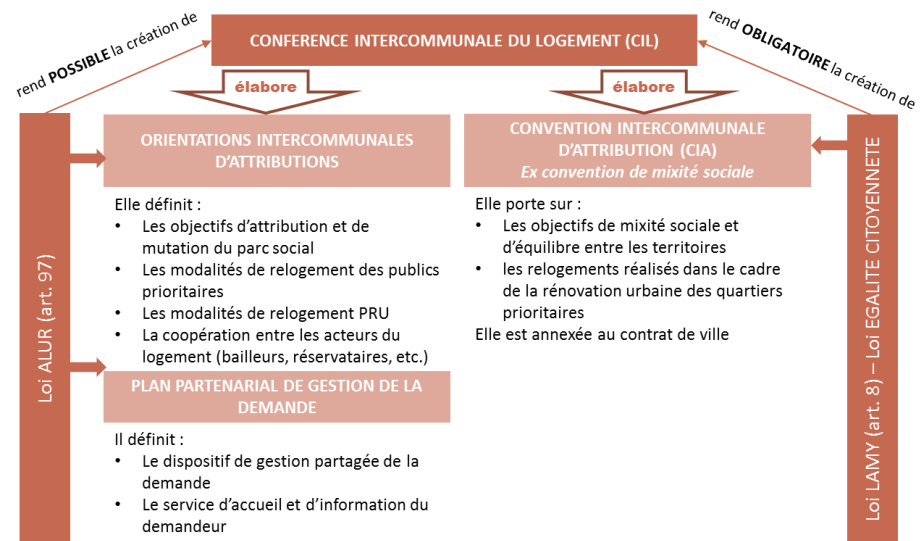 rend POSSIBLE la création de
CONFERENCE INTERCOMMUNALE DU LOGEMENT (CIL)
rend OBLIGATOIRE la création de
élabore
élabore
Loi ALUR (art. 97)
ORIENTATIONS INTERCOMMUNALES
D'ATTRIBUTIONS
Elle définit :
• Les objectifs d'attribution et de
mutation du parc social
• Les modalités de relogement des publics
prioritaires
• Les modalités de relogement PRU
• La coopération entre les acteurs du
logement (bailleurs, réservataires, etc.)
PLAN PARTENARIAL DE GESTION DE LA
DEMANDE
Il définit :
• Le dispositif de gestion partagée de la
demande
• Le service d'accueil et d'information du
demandeur
CONVENTION INTERCOMMUNALE
D'ATTRIBUTION (CIA)
Ex convention de mixité sociale
Elle porte sur :
• Les objectifs de mixité sociale et
d'équilibre entre les territoires
• les relogements réalisés dans le cadre
de la rénovation urbaine des quartiers
prioritaires
Elle est annexée au contrat de ville
Loi LAMY (art. 8) – Loi EGALITE CITOYENNETE